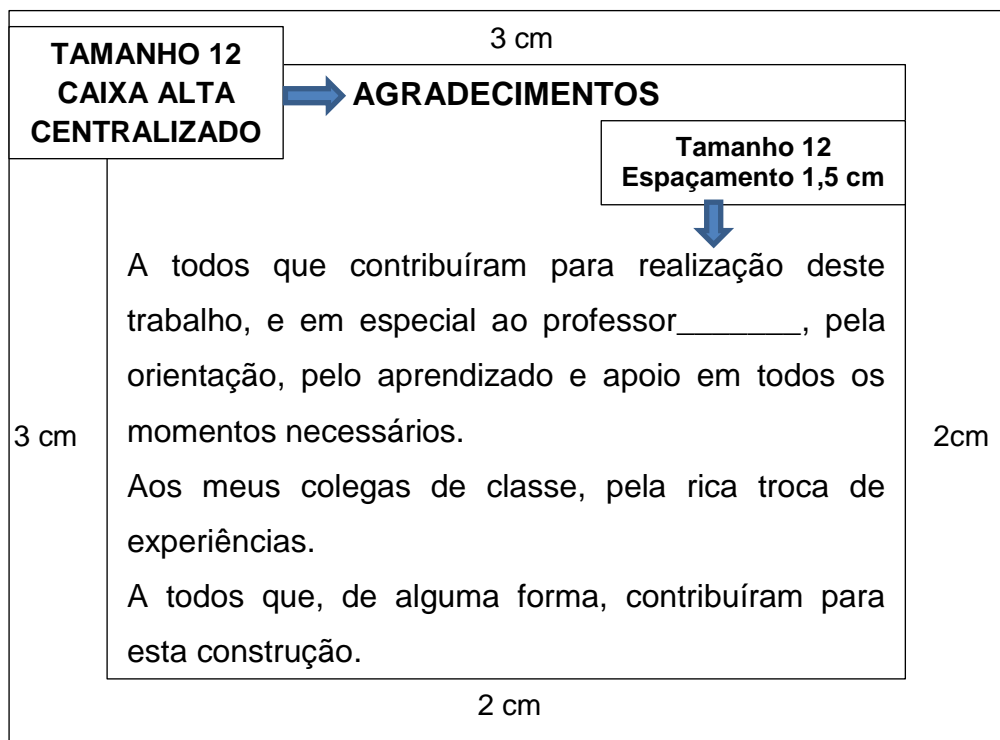 3 cm
TAMANHO 12
CAIXA ALTA
CENTRALIZADO
AGRADECIMENTOS
Tamanho 12
Espaçamento 1,5 cm
A todos que contribuíram para realização deste
trabalho, e em especial ao professor_______, pela
orientação, pelo aprendizado e apoio em todos os
momentos necessários.
Aos meus colegas de classe, pela rica troca de
experiências.
A todos que, de alguma forma, contribuíram para
esta construção.
3 cm
2cm
2 cm